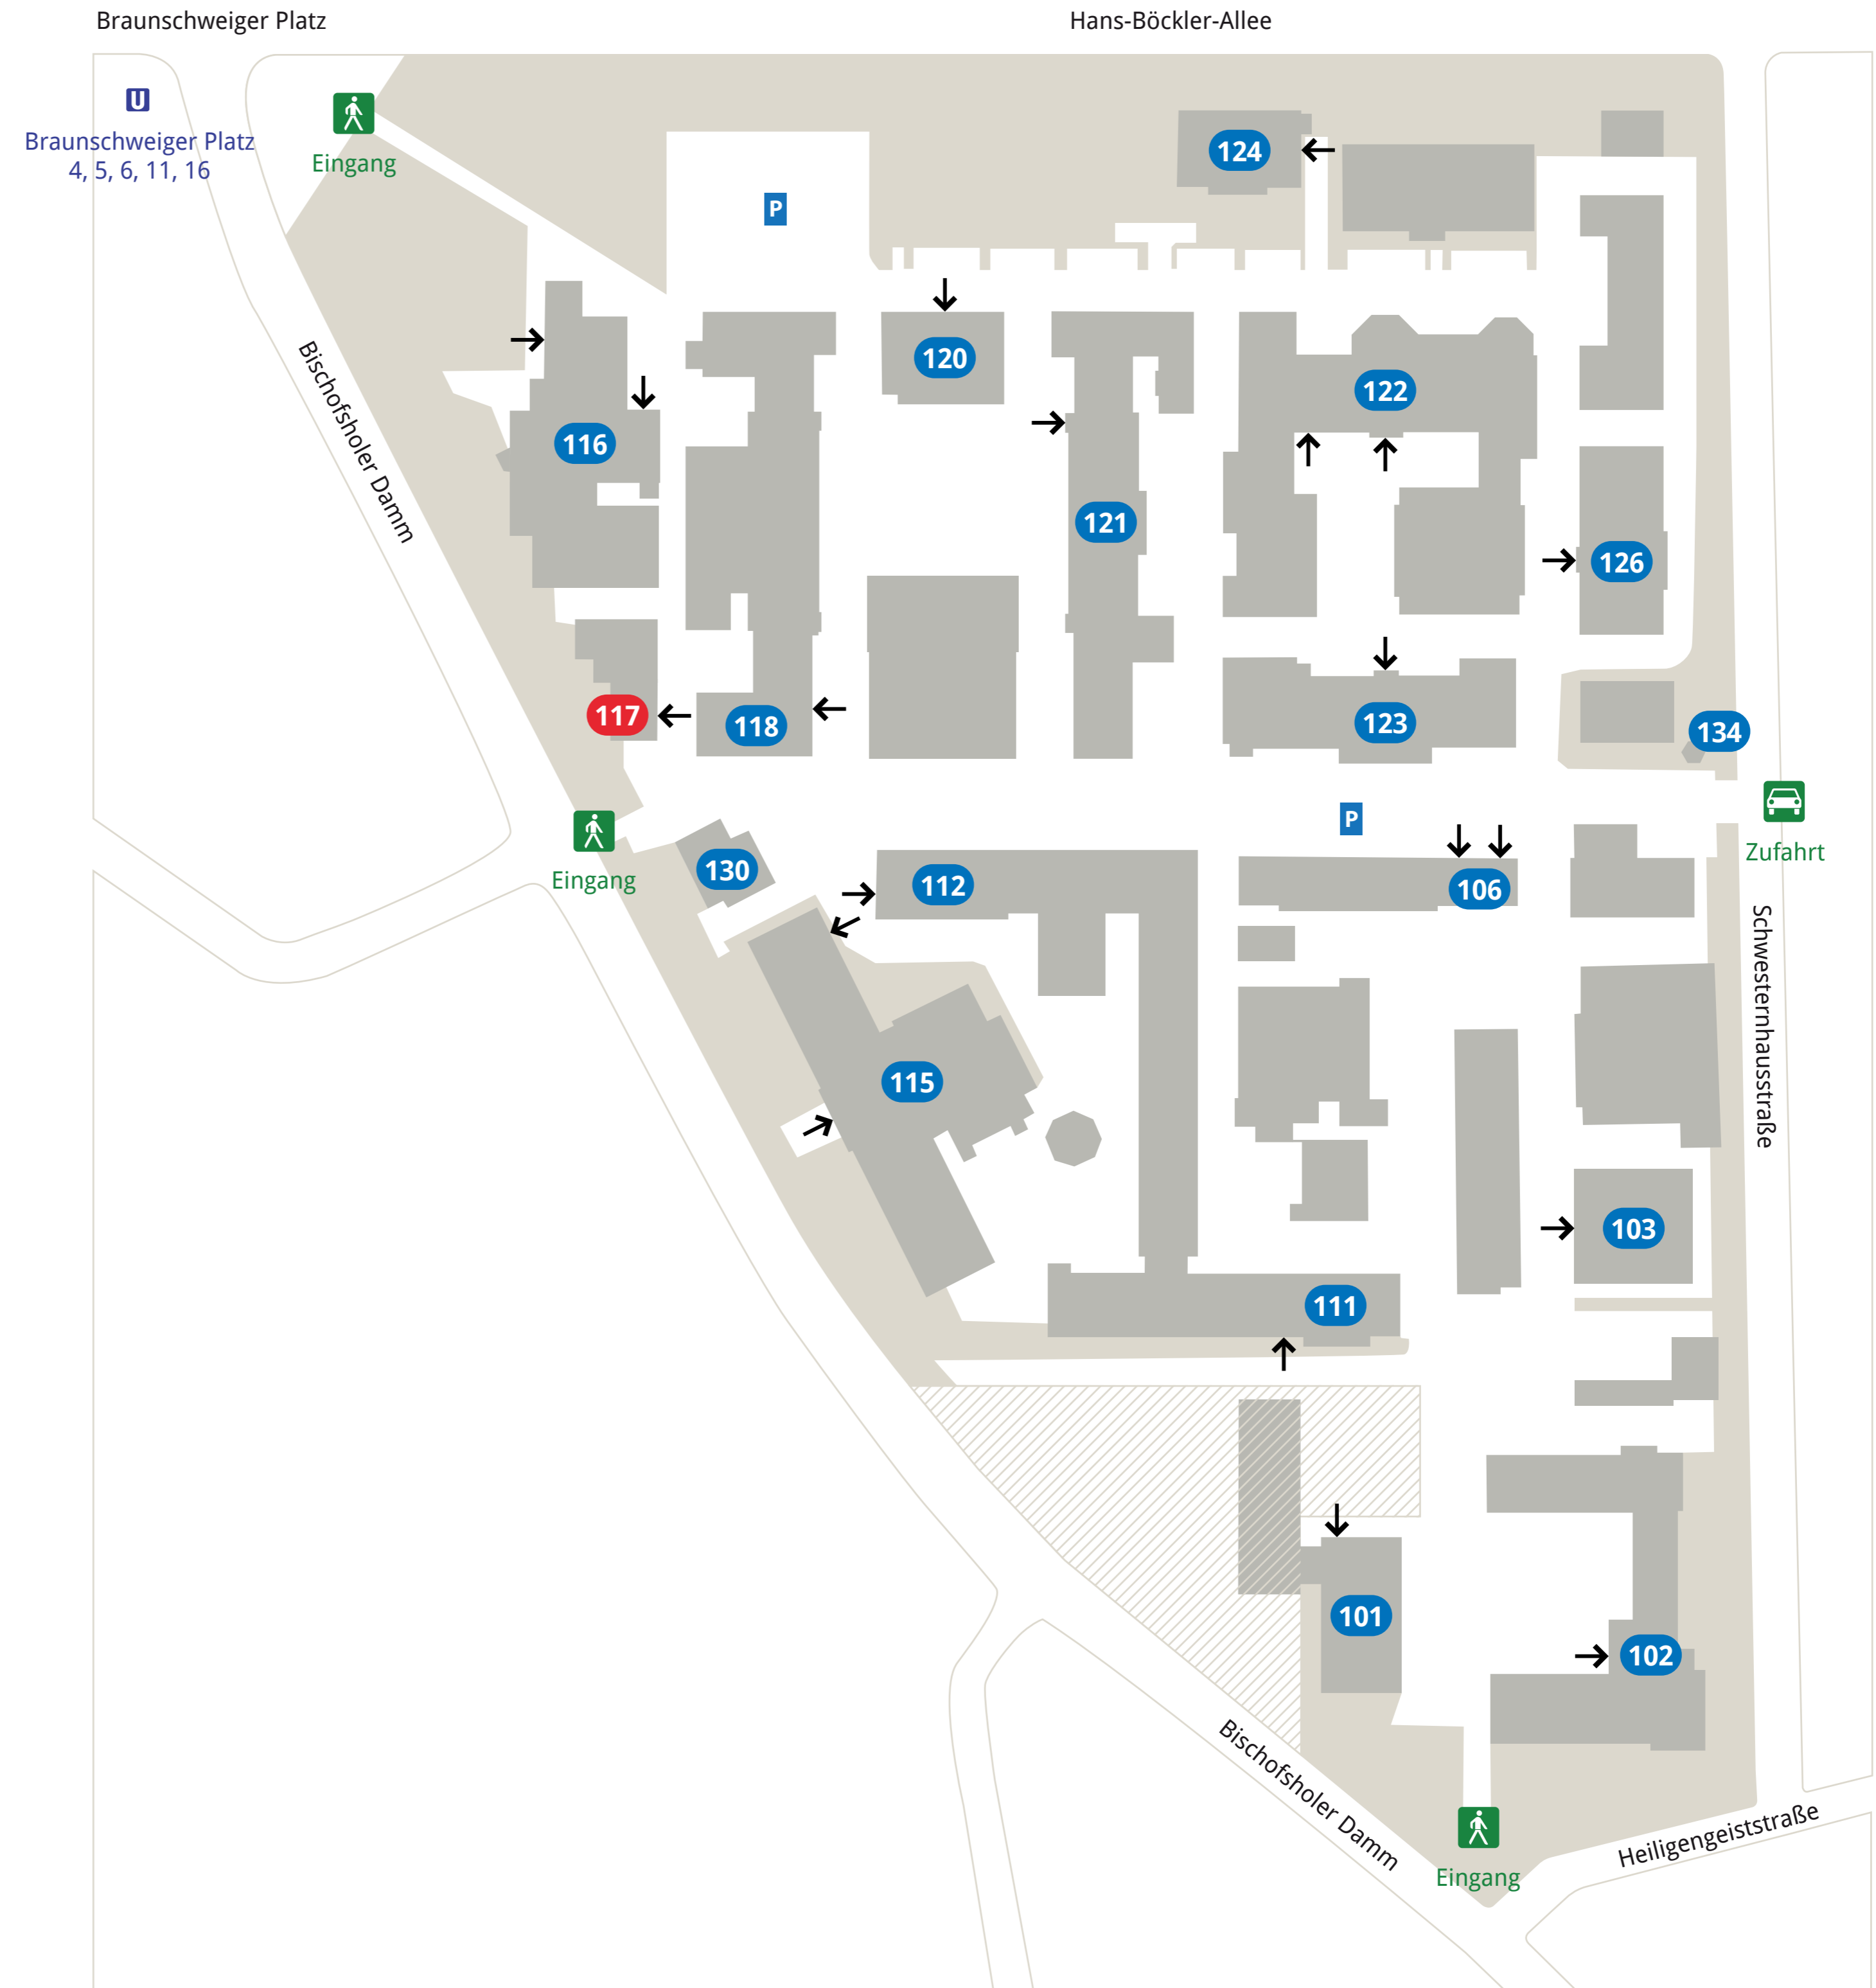 Braunschweiger Platz
Hans-Böckler-Allee
U
Braunschweiger Platz
4, 5, 6, 11, 16
Eingang
P
124
120
122
116
121
126
Bischofsholer Damm
117
118
123
134
P
Zufahrt
Eingang
130
112
106
Schwesternhausstraße
115
103
111
101
102
Bischofsholer Damm
Heiligengeiststraße
Eingang